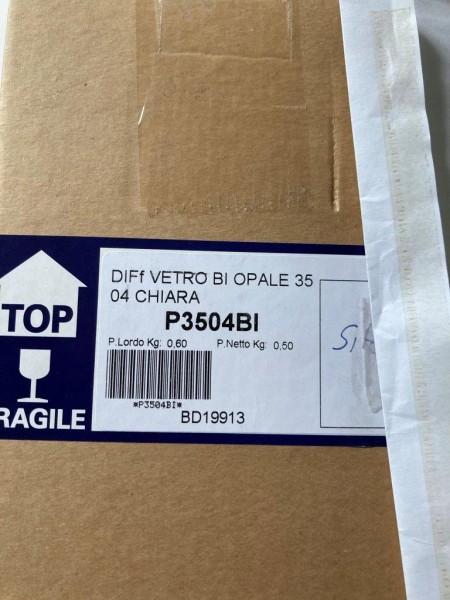 TOP
RAGILE
DIFf VETRO BI OPALE 35
04 CHIARA
P3504BI
P.Lordo Kg: 0,60 P.Netto Kg: 0,50
*P3504BI*
BD19913